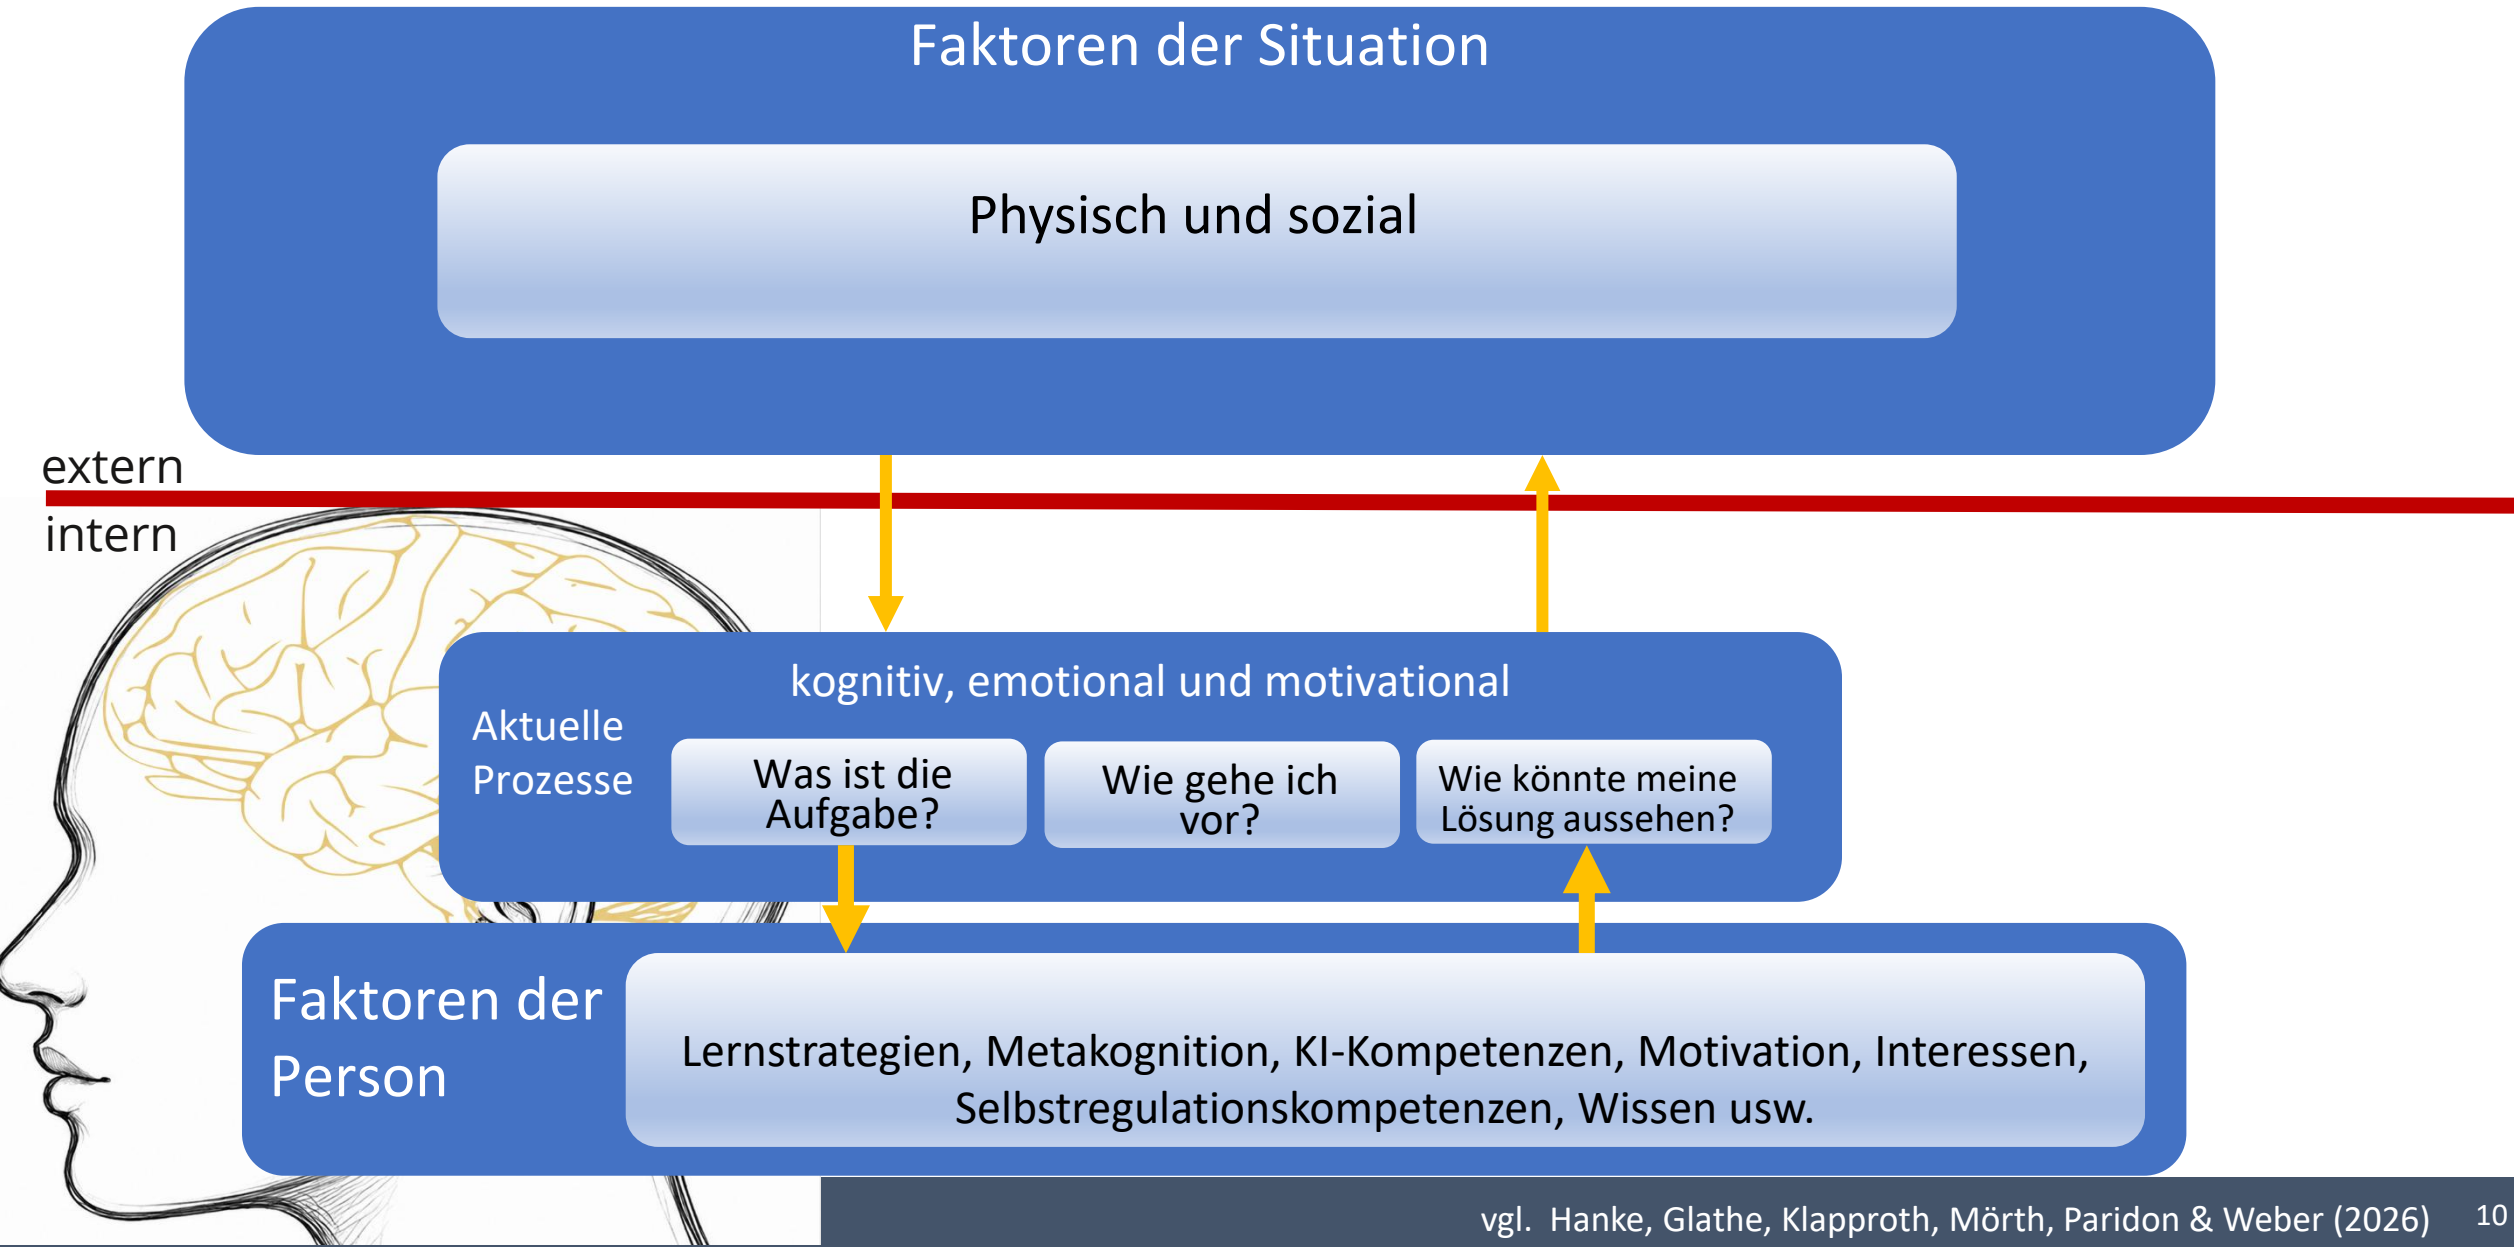 Faktoren der Situation
Physisch und sozial
extern
intern
kognitiv, emotional und motivational
Aktuelle
Prozesse
Was ist die
Aufgabe?
Wie gehe ich
vor?
Wie könnte meine
Lösung aussehen?
Faktoren der
Person
Lernstrategien, Metakognition, KI-Kompetenzen, Motivation, Interessen,
Selbstregulationskompetenzen, Wissen usw.
vgl. Hanke, Glathe, Klapproth, Mörth, Paridon & Weber (2026)
10